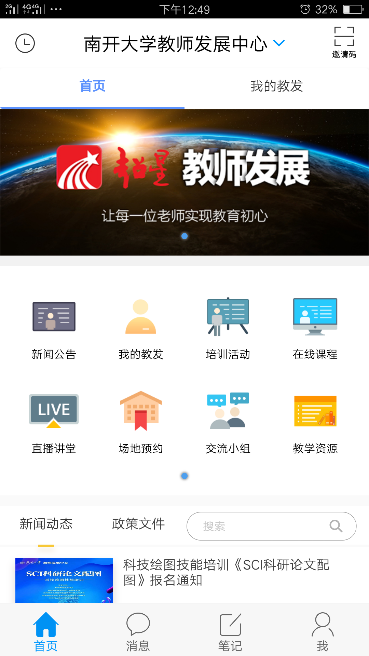 下午12:49
32%
南开大学教师发展中心
邀请码
首页
我的教发
超星 教师发展
让每一位老师实现教育初心
新闻公告
我的教发
培训活动
在线课程
LIVE
直播讲堂
场地预约
交流小组
教学资源
新闻动态
政策文件
搜索
SCI科研论文配图
科技绘图技能培训《SCI科研论文配
图》报名通知
首页
消息
笔记
我